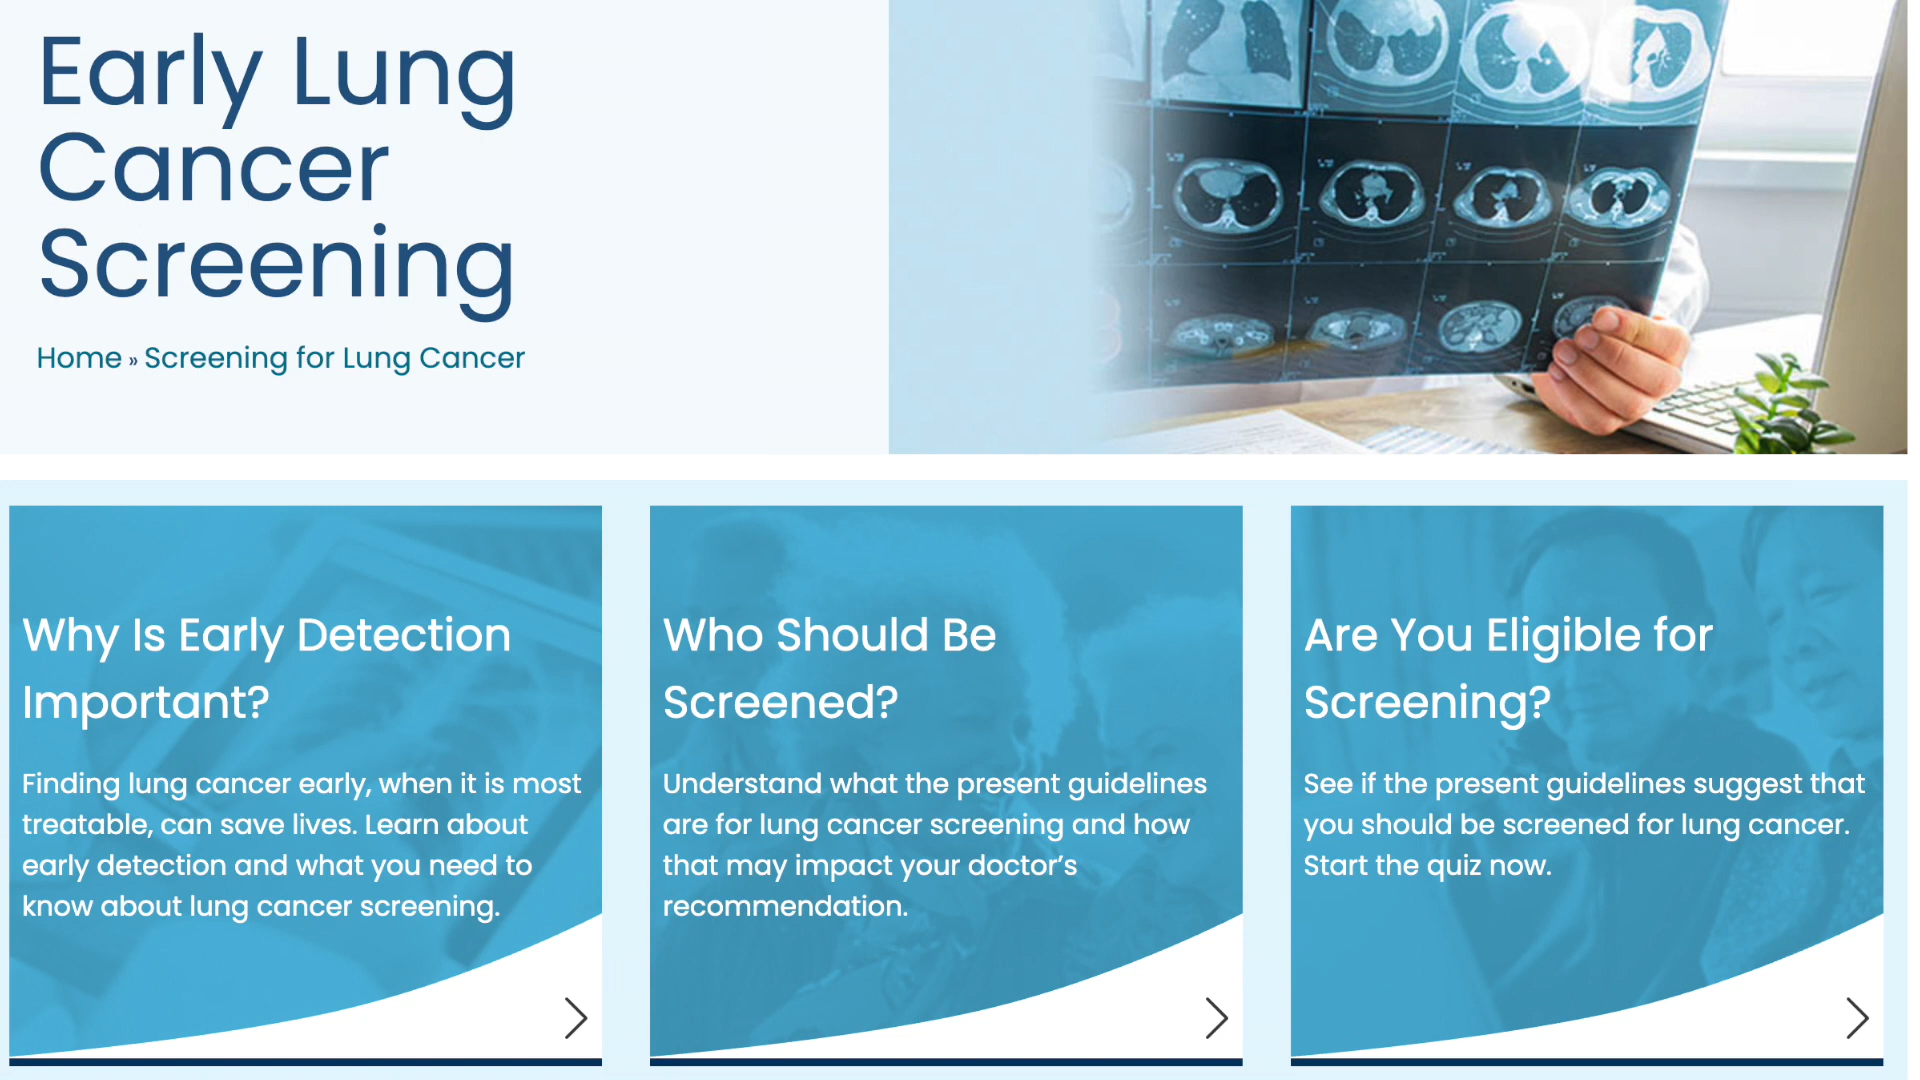 Early Lung
Cancer
Screening
Home » Screening for Lung Cancer
Why Is Early Detection
Important?
Finding lung cancer early, when it is most
treatable, can save lives. Learn about
early detection and what you need to
know about lung cancer screening.
Who Should Be
Screened?
Understand what the present guidelines
are for lung cancer screening and how
that may impact your doctor’s
recommendation.
Are You Eligible for
Screening?
See if the present guidelines suggest that
you should be screened for lung cancer.
Start the quiz now.